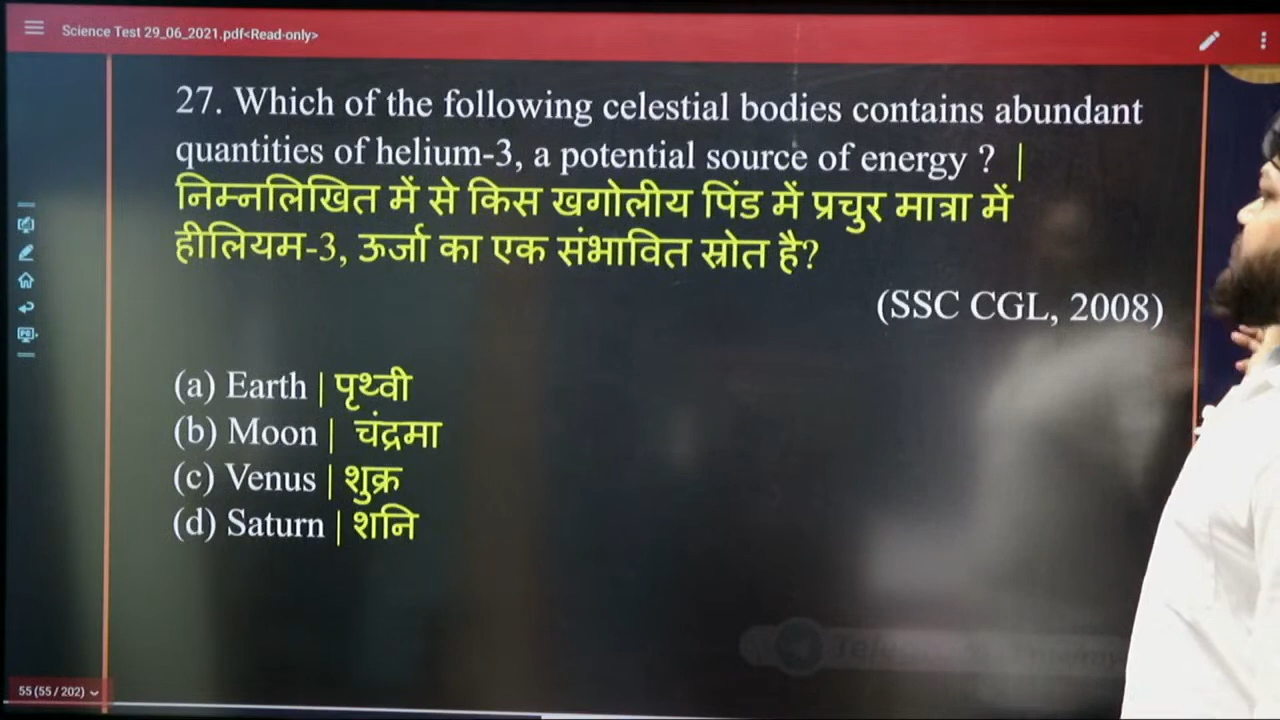 Science Test 29_06_2021.pdf<Read-only>
27. Which of the following celestial bodies contains abundant
quantities of helium-3, a potential source of energy ? |
निम्नलिखित में से किस खगोलीय पिंड में प्रचुर मात्रा में
हीलियम-3, ऊर्जा का एक संभावित स्रोत है?
(SSC CGL, 2008)
(a) Earth | पृथ्वी
(b) Moon | चंद्रमा
(c) Venus | शुक्र
(d) Saturn | शनि
55 (55 / 202)